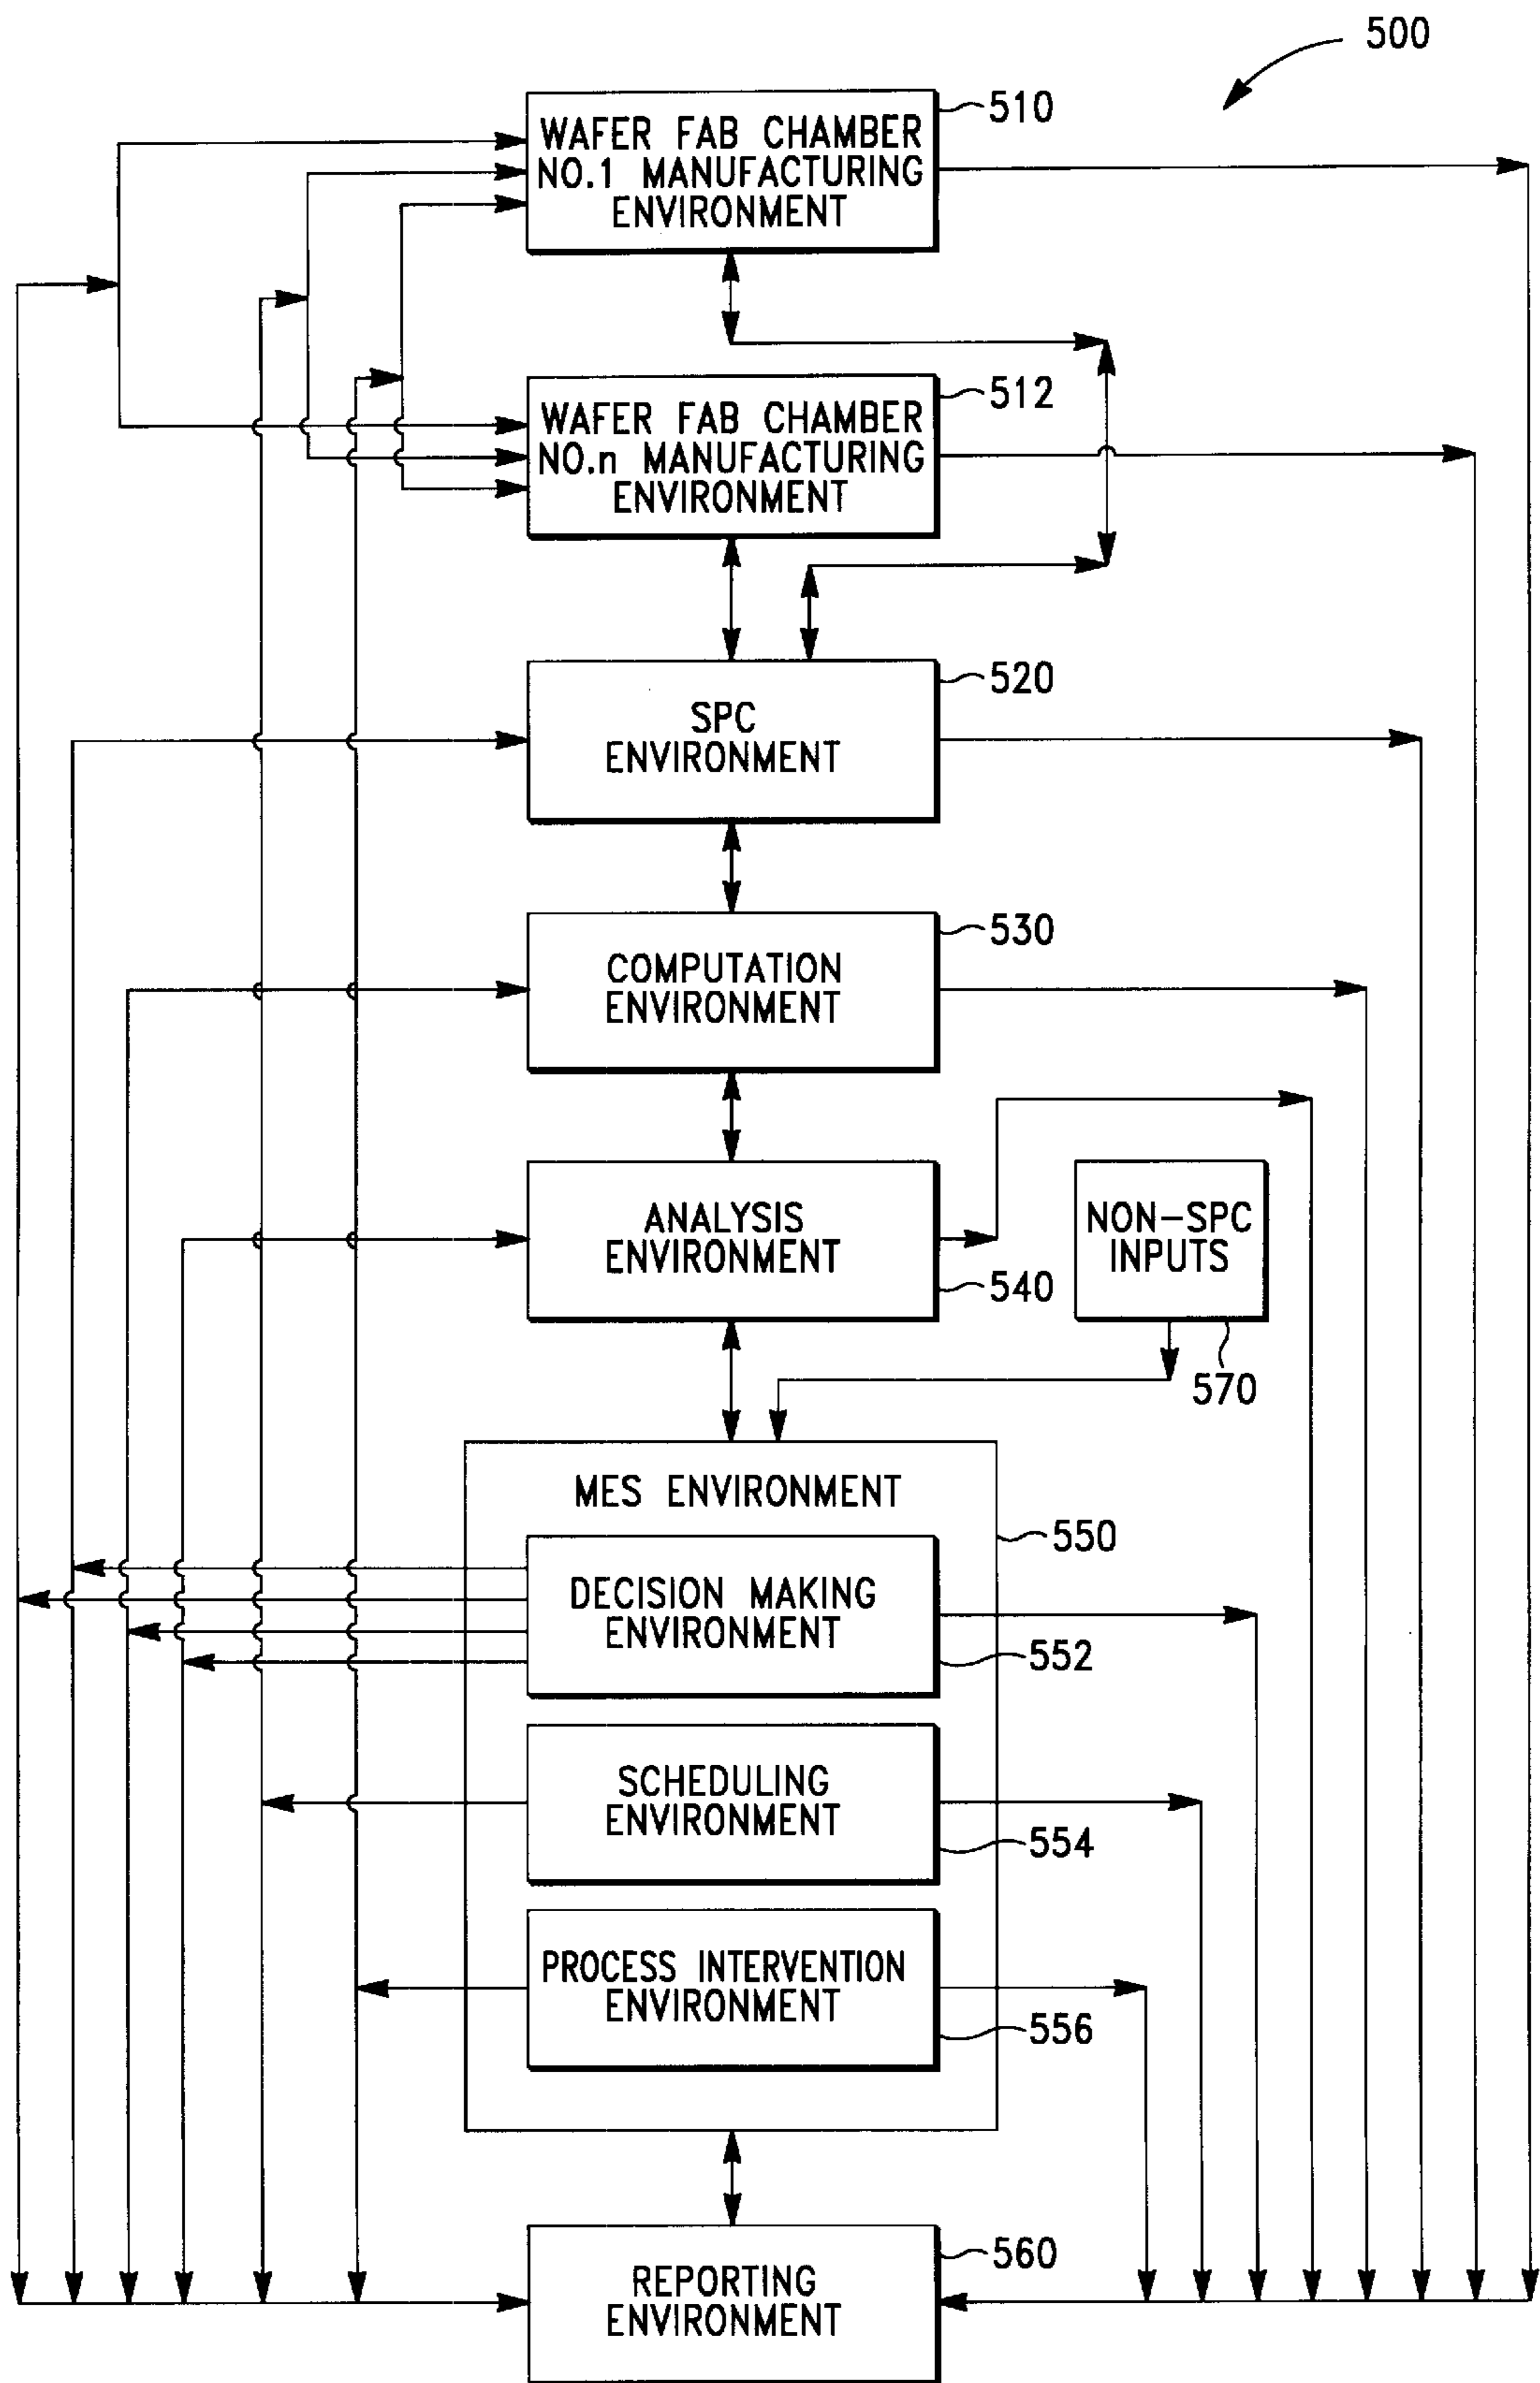 500
WAFER FAB CHAMBER
NO.1 MANUFACTURING
ENVIRONMENT
510
WAFER FAB CHAMBER
NO.n MANUFACTURING
ENVIRONMENT
512
SPC
ENVIRONMENT
520
COMPUTATION
ENVIRONMENT
530
ANALYSIS
ENVIRONMENT
540
NON-SPC
INPUTS
570
MES ENVIRONMENT
550
DECISION MAKING
ENVIRONMENT
552
SCHEDULING
ENVIRONMENT
554
PROCESS INTERVENTION
ENVIRONMENT
556
REPORTING
ENVIRONMENT
560